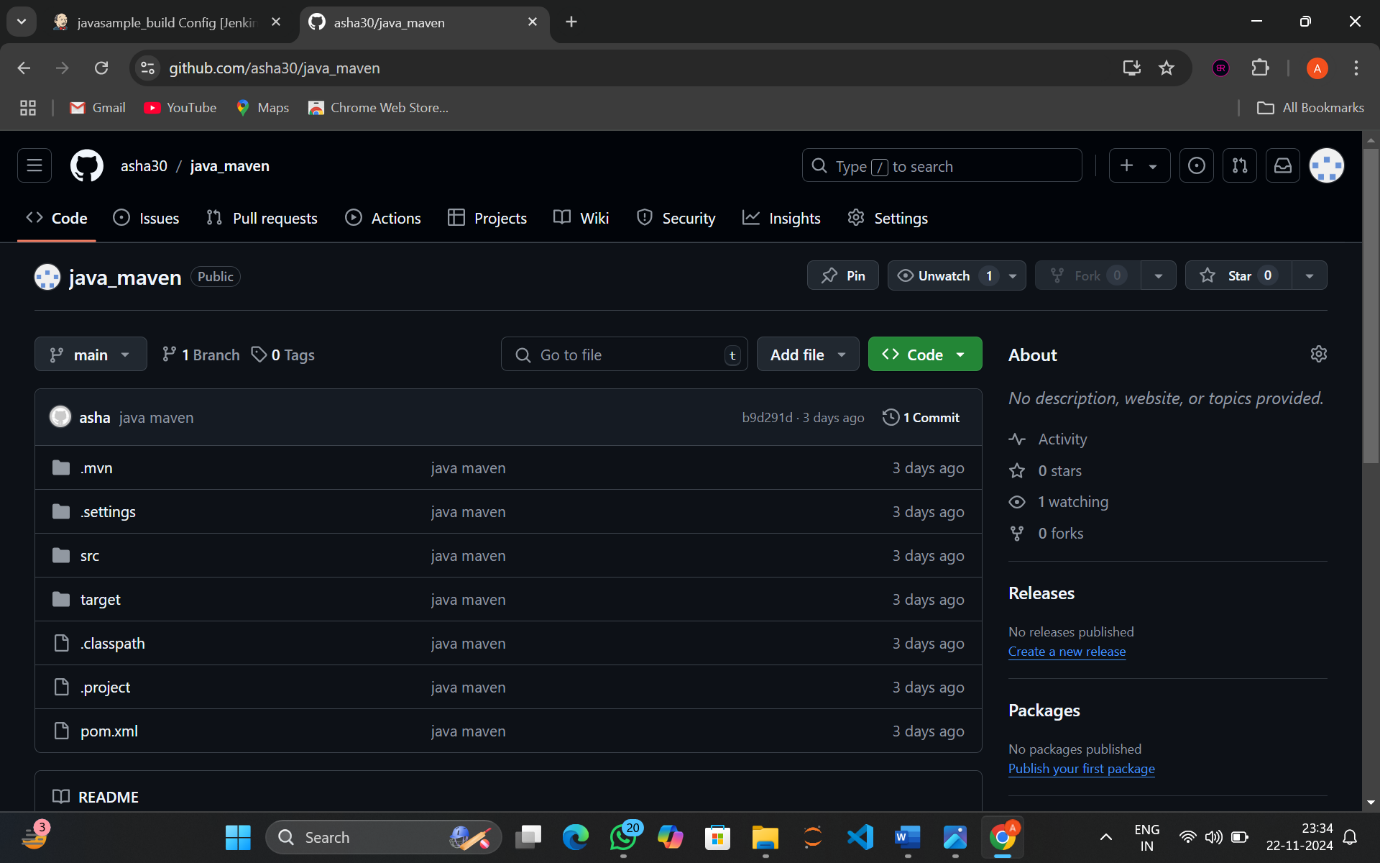 javasample_build Config [Jenkin
asha30/java_maven
github.com/asha30/java_maven
GR
A
Gmail
YouTube
Maps
Chrome Web Store...
All Bookmarks
asha30 / java_maven
Type / to search
Code
Issues
Pull requests
Actions
Projects
Wiki
Security
Insights
Settings
java_maven Public
Pin
Unwatch 1
Fork 0
Star 0
main
1 Branch
0 Tags
Go to file t
Add file
Code
asha java maven b9d291d · 3 days ago 1 Commit
.mvn java maven 3 days ago
.settings java maven 3 days ago
src java maven 3 days ago
target java maven 3 days ago
.classpath java maven 3 days ago
.project java maven 3 days ago
pom.xml java maven 3 days ago
README
About
No description, website, or topics provided.
Activity
0 stars
1 watching
0 forks
Releases
No releases published
Create a new release
Packages
No packages published
Publish your first package
3
Search
20
W
A
ENG
IN
23:34
22-11-2024